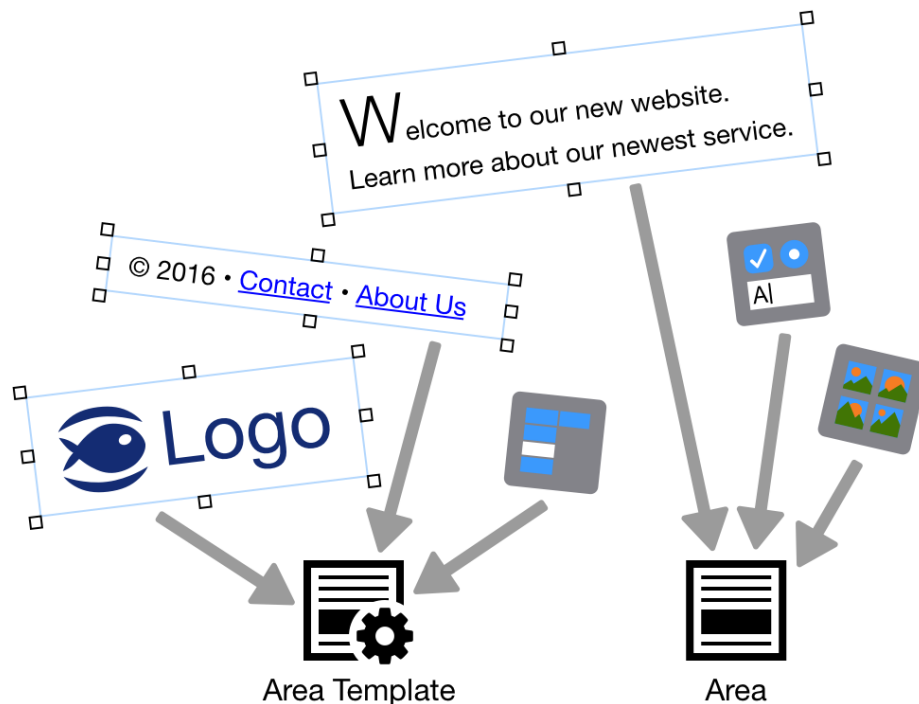 Welcome to our new website.
Learn more about our newest service.
© 2016 • Contact • About Us
A
Logo
Area Template
Area